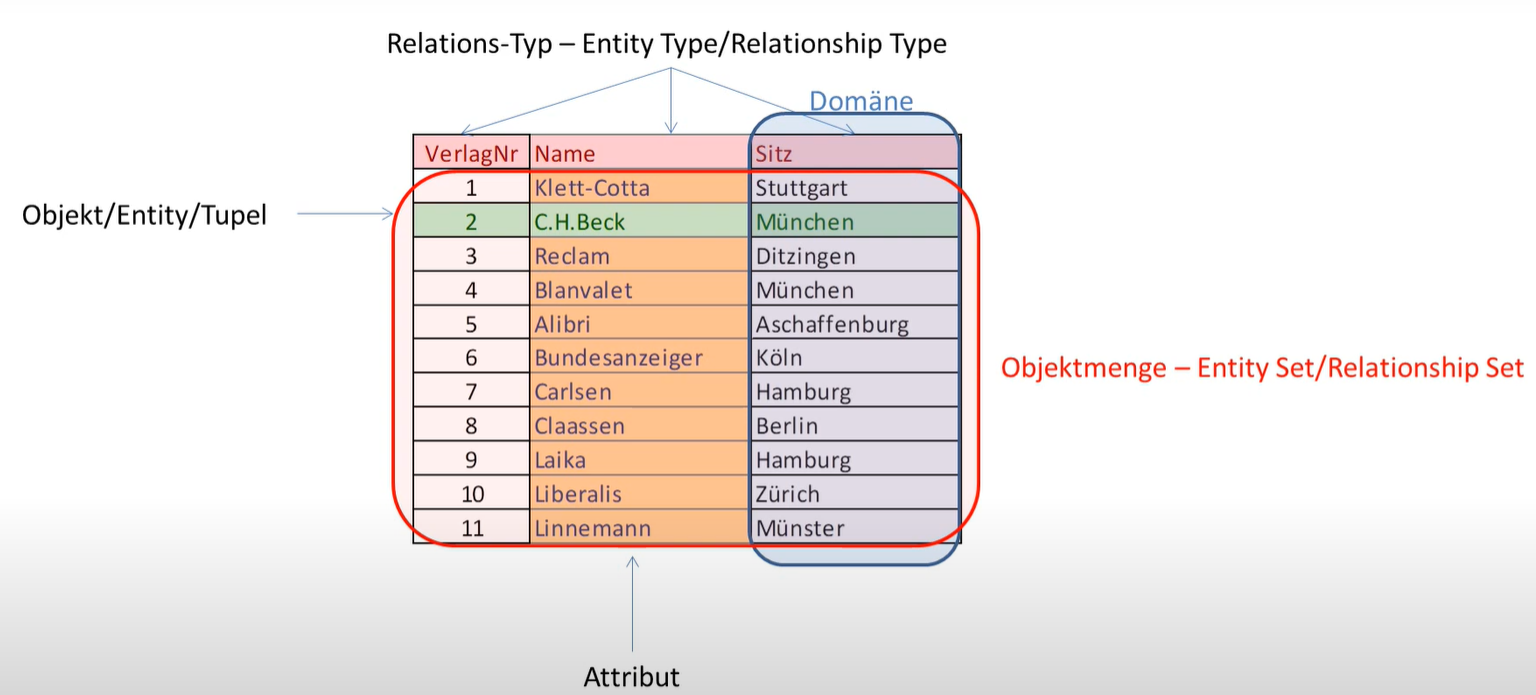 Relations-Typ – Entity Type/Relationship Type
Domäne
VerlagNr Name Sitz
1 Klett-Cotta Stuttgart
Objekt/Entity/Tupel
2 C.H.Beck München
3 Reclam Ditzingen
4 Blanvalet München
5 Alibri Aschaffenburg
6 Bundesanzeiger Köln
Objektmenge – Entity Set/Relationship Set
7 Carlsen Hamburg
8 Claassen Berlin
9 Laika Hamburg
10 Liberalis Zürich
11 Linnemann Münster
Attribut